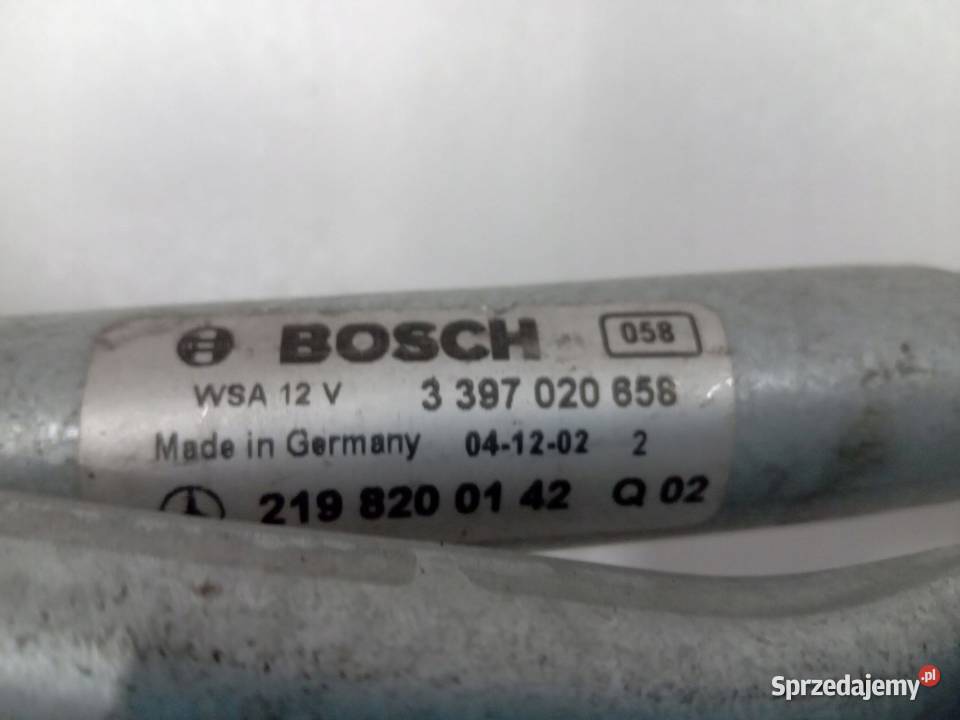 BOSCH 058
WSA 12 V 3 397 020 658
Made in Germany 04-12-02 2
219 820 01 42 Q 02
Sprzedajemy.pl